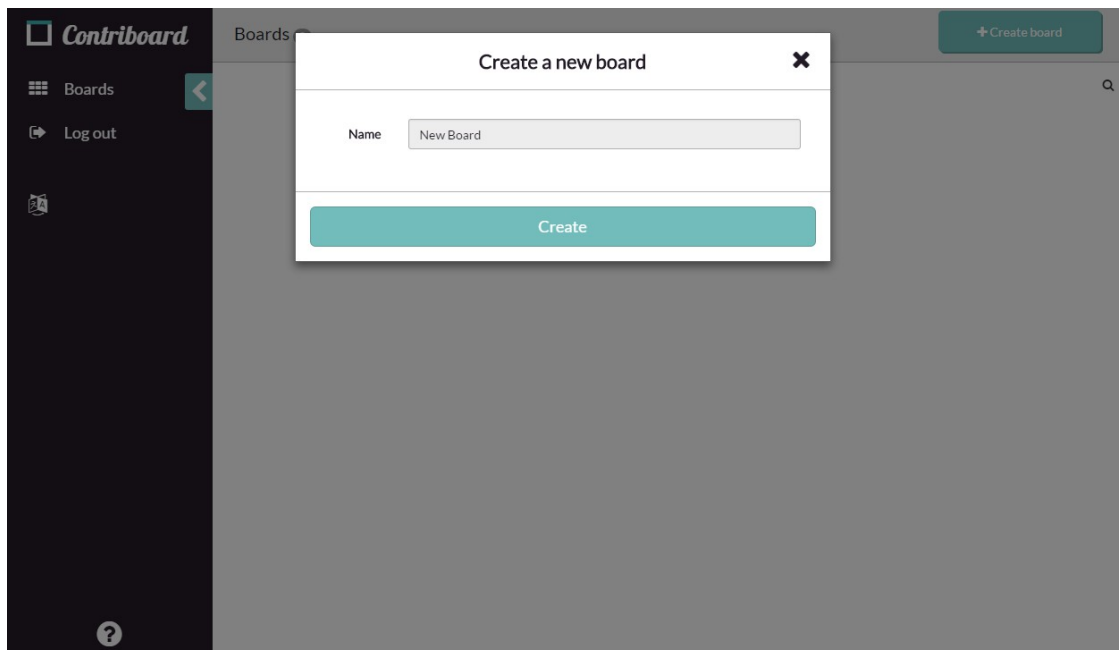 Contriboard
Boards
+ Create board
Boards
Log out
Create a new board
Name
New Board
Create